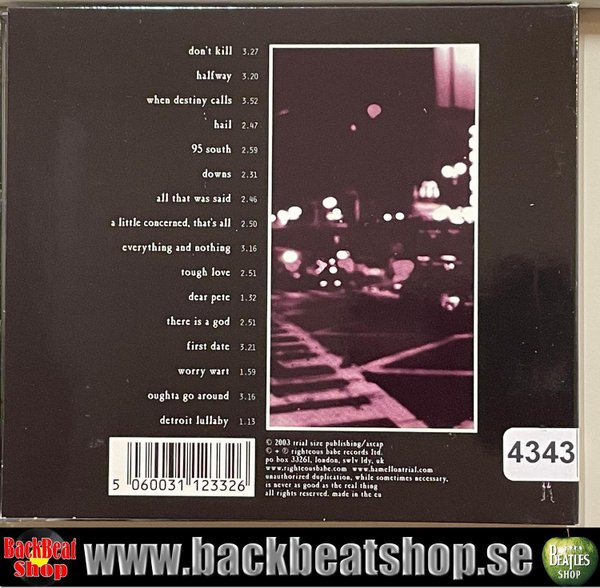 don't kill 3.27
halfway 3.20
when destiny calls 3.52
hail 2.47
95 south 2.59
downs 2.31
all that was said 2.46
a little concerned, that's all 2.50
everything and nothing 3.16
tough love 2.51
dear pete 1.32
there is a god 2.51
first date 3.21
worry wart 1.59
oughta go around 3.16
detroit lullaby 1.13
© 2003 trial size publishing/ascap
© + ℗ righteous babe records ltd.
po box 33261, london, sw1v 1dy, uk
www.righteousbabe.com www.hamellontrial.com
unauthorized duplication, while sometimes necessary,
is never as good as the real thing
all rights reserved. made in the eu
5 060031 123326
4343
BackBeat
Shop
www.backbeatshop.se
BEATLES
SHOP